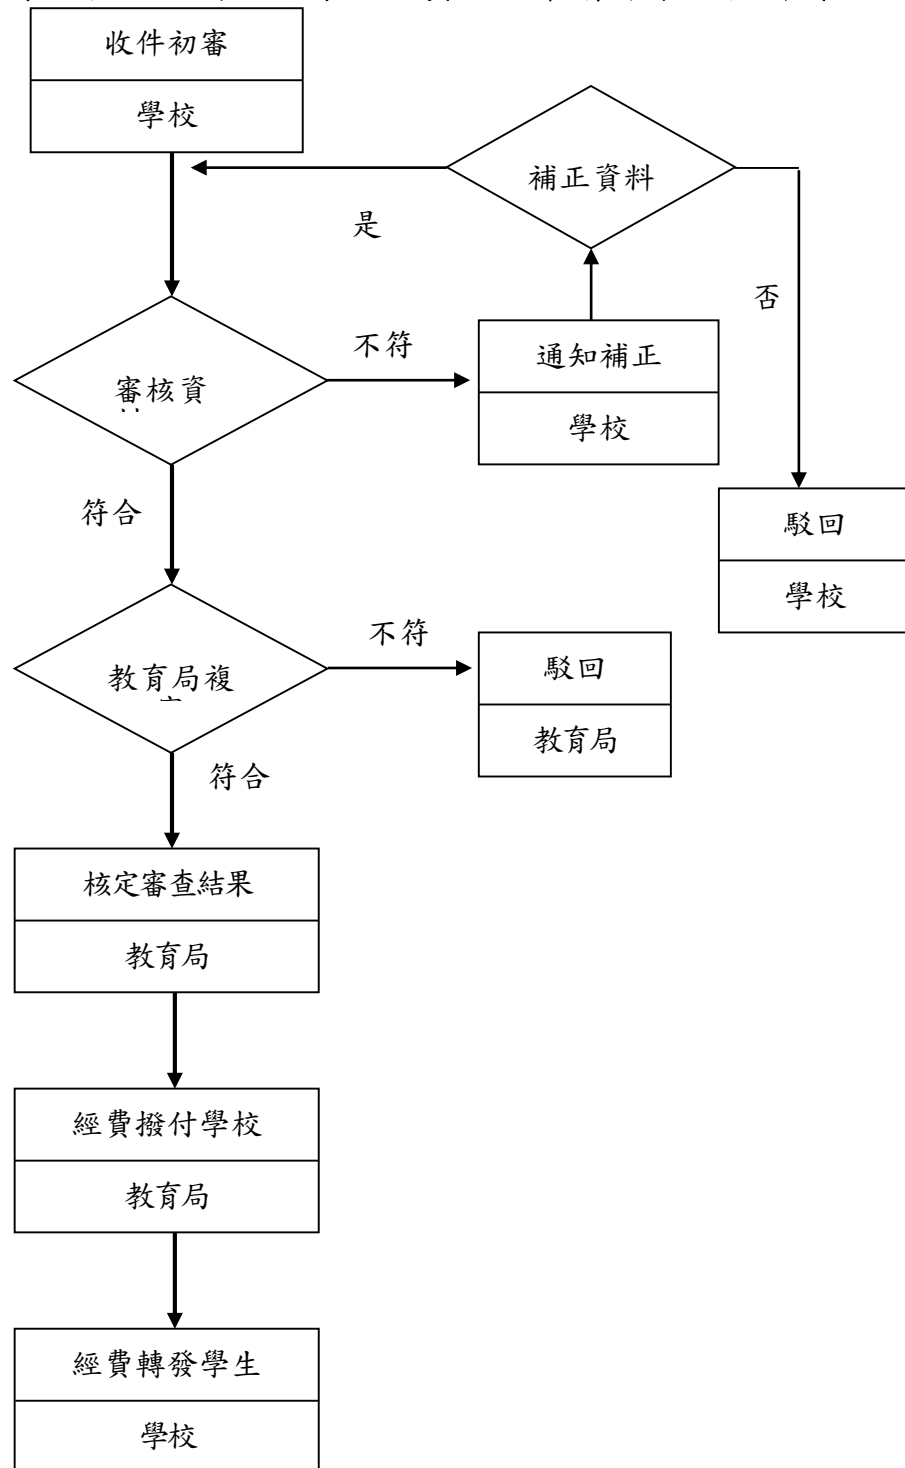 收件初審
學校
補正資料
是
否
不符
通知補正
學校
審核資
符合
駁回
學校
不符
教育局複
駁回
教育局
符合
核定審查結果
教育局
經費撥付學校
教育局
經費轉發學生
學校